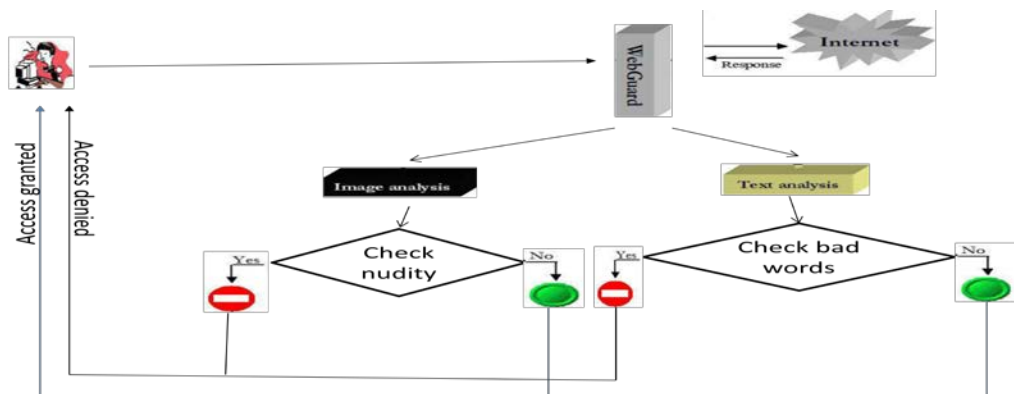 Internet
Response
WebGuard
Access granted
Access denied
Image analysis
Text analysis
Yes
Check
nudity
No
Yes
Check bad
words
No